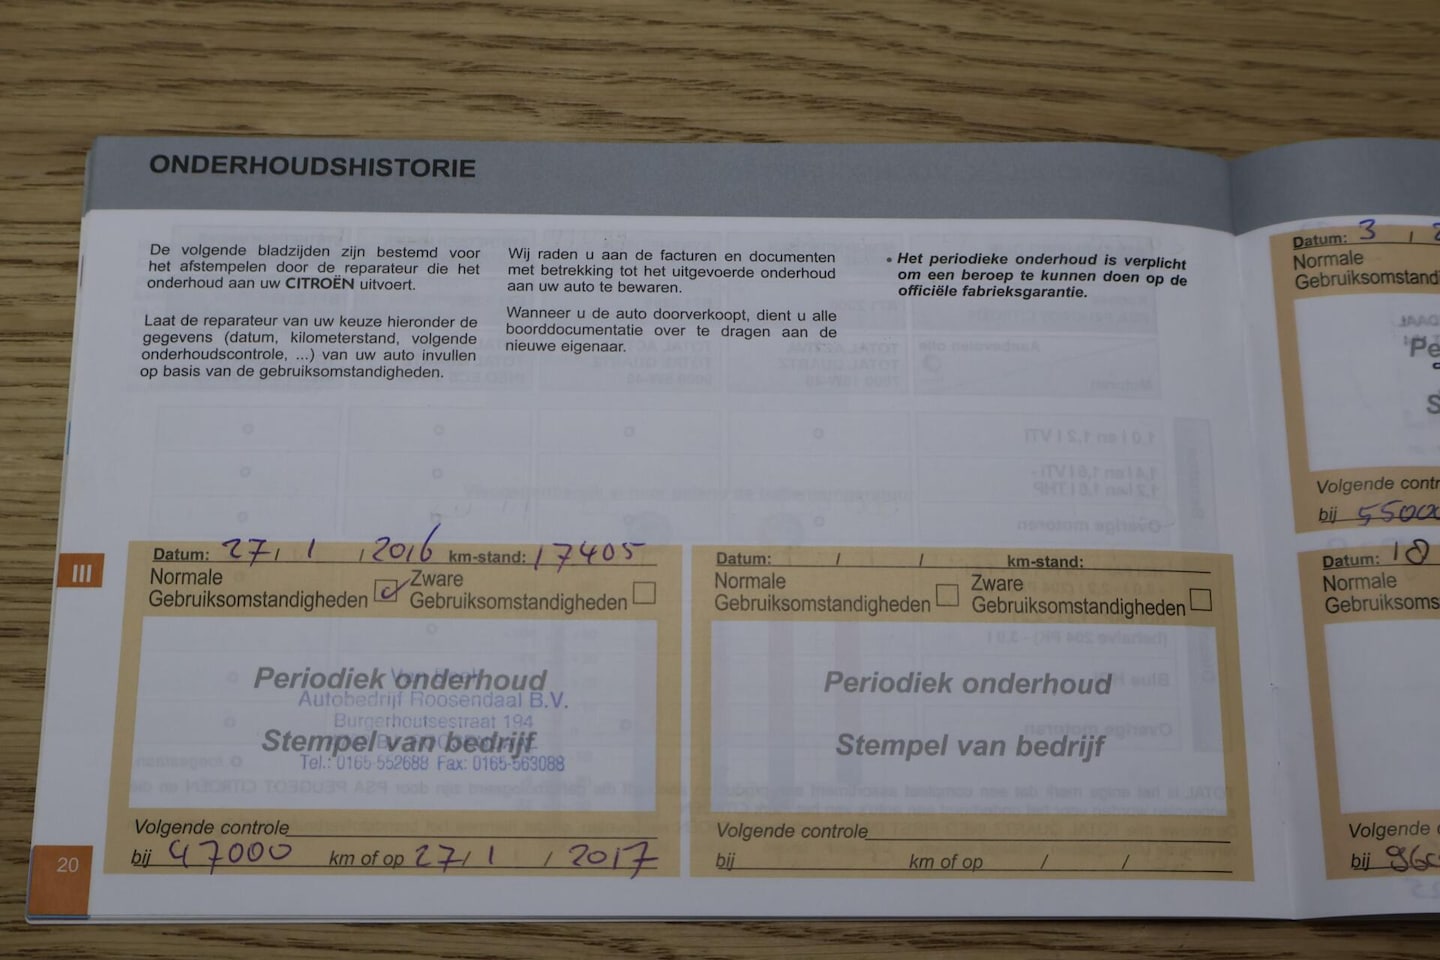 ONDERHOUDSHISTORIE
De volgende bladzijden zijn bestemd voor
het afstempelen door de reparateur die het
onderhoud aan uw CITROËN uitvoert.
Laat de reparateur van uw keuze hieronder de
gegevens (datum, kilometerstand, volgende
onderhoudscontrole, ...) van uw auto invullen
op basis van de gebruiksomstandigheden.
Wij raden u aan de facturen en documenten
met betrekking tot het uitgevoerde onderhoud
aan uw auto te bewaren.
Wanneer u de auto doorverkoopt, dient u alle
boorddocumentatie over te dragen aan de
nieuwe eigenaar.
• Het periodieke onderhoud is verplicht
om een beroep te kunnen doen op de
officiële fabrieksgarantie.
III
Datum: 27 / 1 / 2016 km-stand: 17405
Normale
Gebruiksomstandigheden
Zware
Gebruiksomstandigheden
Periodiek onderhoud
Autobedrijf Roosendaal B.V.
Burgerhoutsestraat 194
Stempel van bedrijf
Tel.: 0165-552688 Fax: 0165-563088
Volgende controle
bij 47000 km of op 27 / 1 / 2017
Datum: / / km-stand:
Normale
Gebruiksomstandigheden
Zware
Gebruiksomstandigheden
Periodiek onderhoud
Stempel van bedrijf
Volgende controle
bij km of op / /
20
Datum: 3 /
Normale
Gebruiksomstandi
Pe
S
Volgende contr
bij 55000
Datum: 18
Normale
Gebruiksoms
Volgende
bij